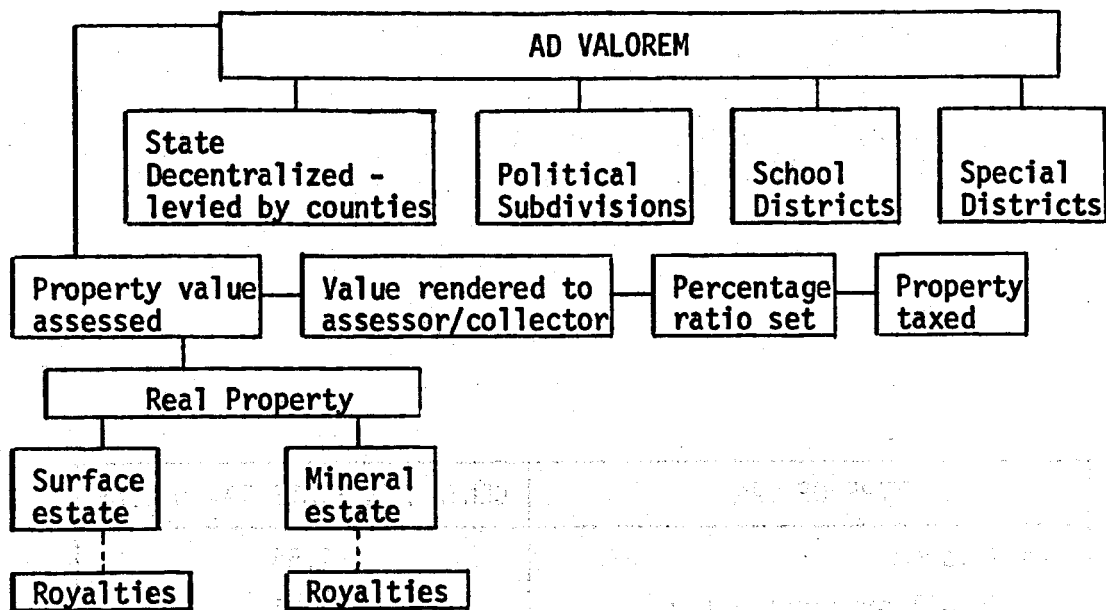 AD VALOREM
State
Decentralized -
levied by counties
Political
Subdivisions
School
Districts
Special
Districts
Property value
assessed
Value rendered to
assessor/collector
Percentage
ratio set
Property
taxed
Real Property
Surface
estate
Mineral
estate
Royalties
Royalties